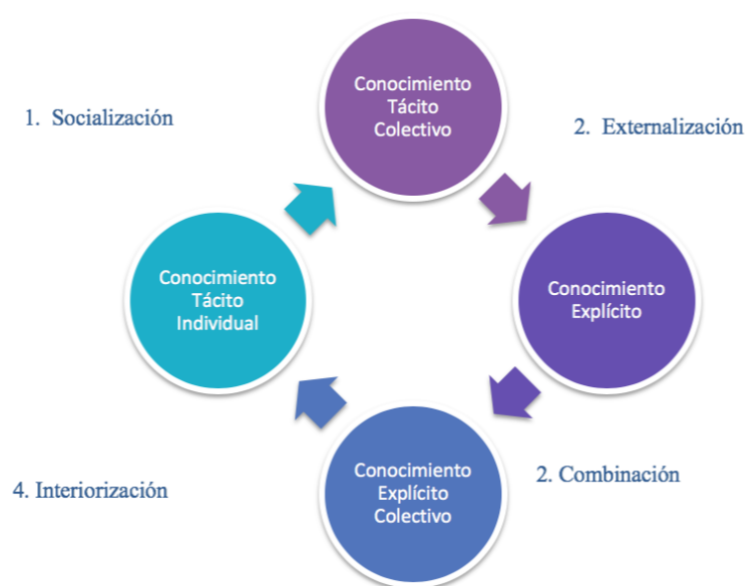 Conocimiento
Tácito
Colectivo
1. Socialización
2. Externalización
Conocimiento
Tácito
Individual
Conocimiento
Explícito
Conocimiento
Explícito
Colectivo
2. Combinación
4. Interiorización